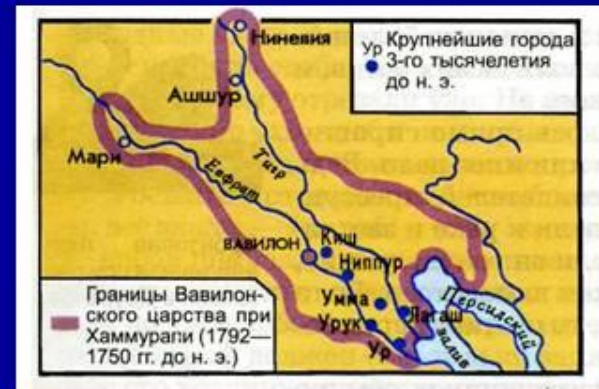 Ниневия
Ур Крупнейшие города
3-го тысячелетия
до н. э.
Ашшур
Мари
Евфрат
Тигр
ВАВИЛОН
Киш
Ниппур
Умма
Лагаш
Урук
Ур
Персидский
залив
Границы Вавилон-
ского царства при
Хаммурапи (1792—
1750 гг. до н. э.)